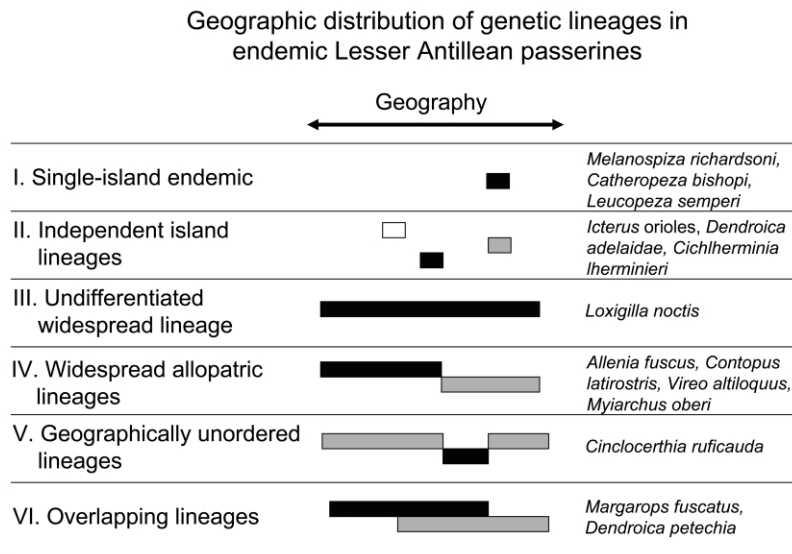 Geographic distribution of genetic lineages in
endemic Lesser Antillean passerines
Geography
I. Single-island endemic
Melanospiza richardsoni,
Catheropeza bishopi,
Leucopeza semperi
II. Independent island
lineages
Icterus orioles, Dendroica
adelaidae, Cichlherminia
lherminieri
III. Undifferentiated
widespread lineage
Loxigilla noctis
IV. Widespread allopatric
lineages
Allenia fuscus, Contopus
latirostris, Vireo altiloquus,
Myiarchus oberi
V. Geographically unordered
lineages
Cinclocerthia ruficauda
VI. Overlapping lineages
Margarops fuscatus,
Dendroica petechia